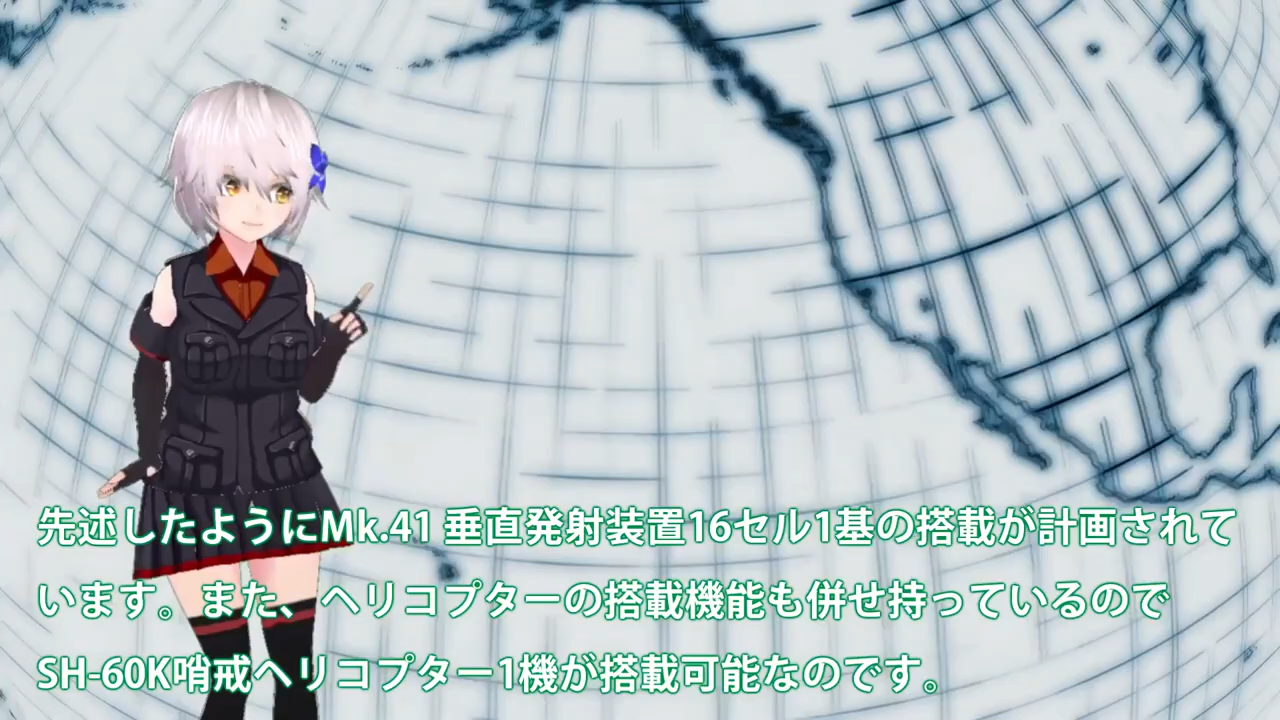 先述したようにMk.41 垂直発射装置16セル1基の搭載が計画されて
います。また、ヘリコプターの搭載機能も併せ持っているので
SH-60K哨戒ヘリコプター1機が搭載可能なのです。